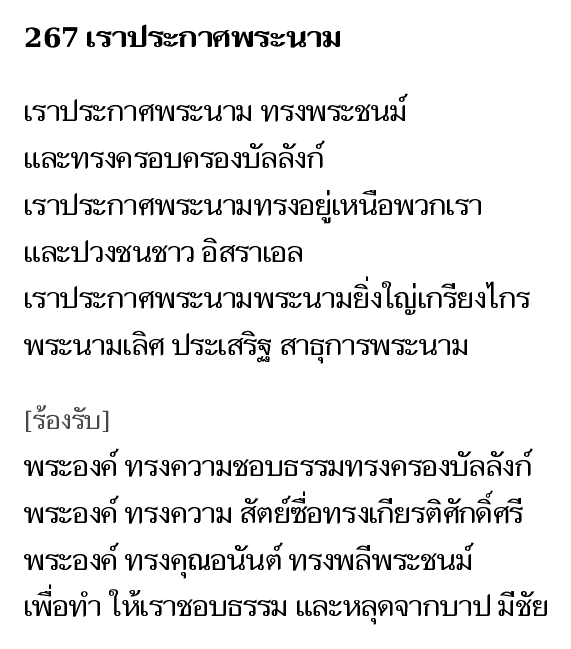 267 เราประกาศพระนาม
เราประกาศพระนาม ทรงพระชนม์
และทรงครอบครองบัลลังก์
เราประกาศพระนามทรงอยู่เหนือพวกเรา
และปวงชนชาว อิสราเอล
เราประกาศพระนามพระนามยิ่งใหญ่เกรียงไกร
พระนามเลิศ ประเสริฐ สาธุการพระนาม
[ร้องรับ]
พระองค์ ทรงความชอบธรรมทรงครองบัลลังก์
พระองค์ ทรงความ สัตย์ซื่อทรงเกียรติศักดิ์ศรี
พระองค์ ทรงคุณอนันต์ ทรงพลีพระชนม์
เพื่อทำ ให้เราชอบธรรม และหลุดจากบาป มีชัย